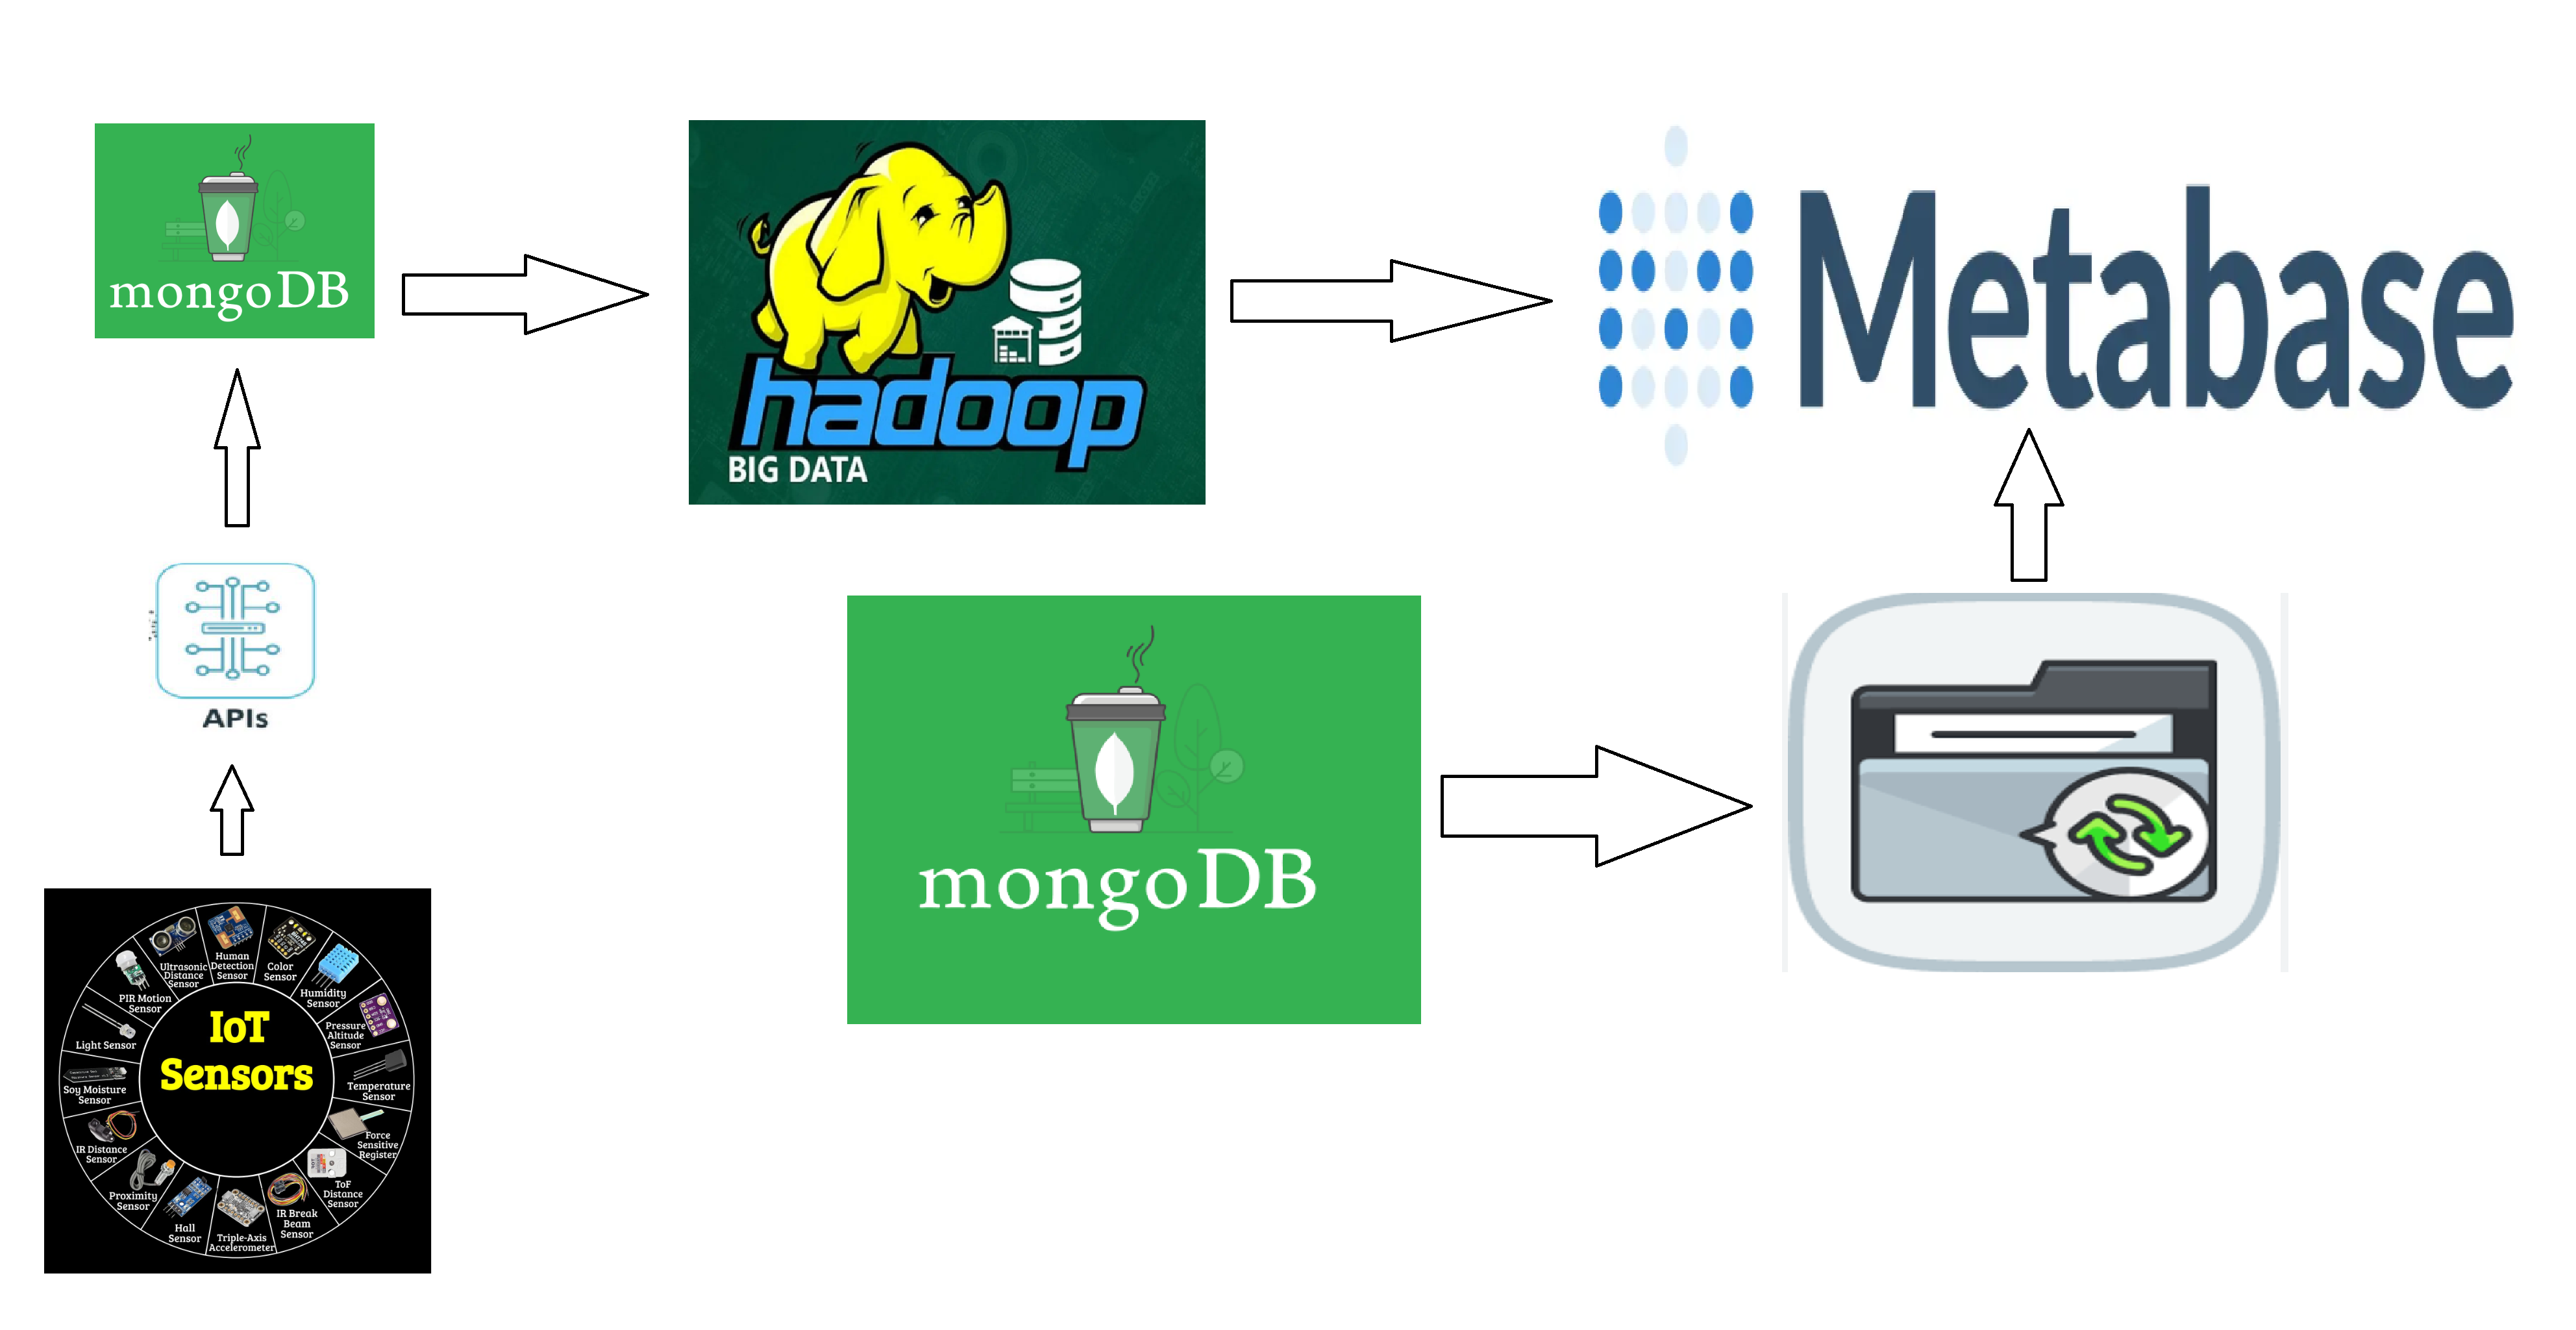 mongoDB
hadoop
BIG DATA
Metabase
APIs
mongoDB
IoT
Sensors
Human
Detection
Sensor
Color
Sensor
Humidity
Sensor
Pressure
Altitude
Sensor
Temperature
Sensor
Force
Sensitive
Register
ToF
Distance
Sensor
IR Break
Beam
Sensor
Triple-Axis
Accelerometer
Hall
Sensor
Proximity
Sensor
IR Distance
Sensor
Soy Moisture
Sensor
Light Sensor
PIR Motion
Sensor
Ultrasonic
Distance
Sensor